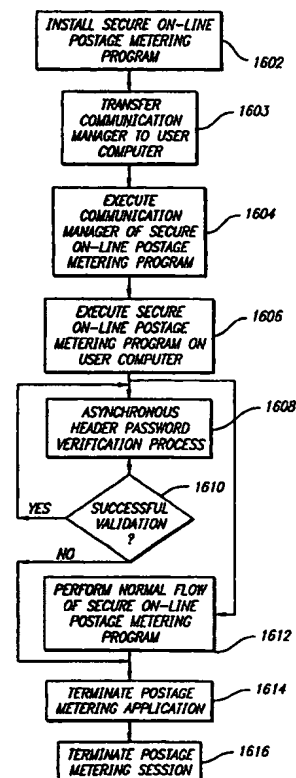 INSTALL SECURE ON-LINE
POSTAGE METERING
PROGRAM
1602
TRANSFER
COMMUNICATION
MANAGER TO USER
COMPUTER
1603
EXECUTE
COMMUNICATION
MANAGER OF SECURE
ON-LINE POSTAGE
METERING PROGRAM
1604
EXECUTE SECURE
ON-LINE POSTAGE
METERING PROGRAM ON
USER COMPUTER
1606
ASYNCHRONOUS
HEADER PASSWORD
VERIFICATION PROCESS
1608
SUCCESSFUL
VALIDATION
?
1610
YES
NO
PERFORM NORMAL FLOW
OF SECURE ON-LINE
POSTAGE METERING
PROGRAM
1612
TERMINATE POSTAGE
METERING APPLICATION
1614
TERMINATE POSTAGE
METERING SESSION
1616